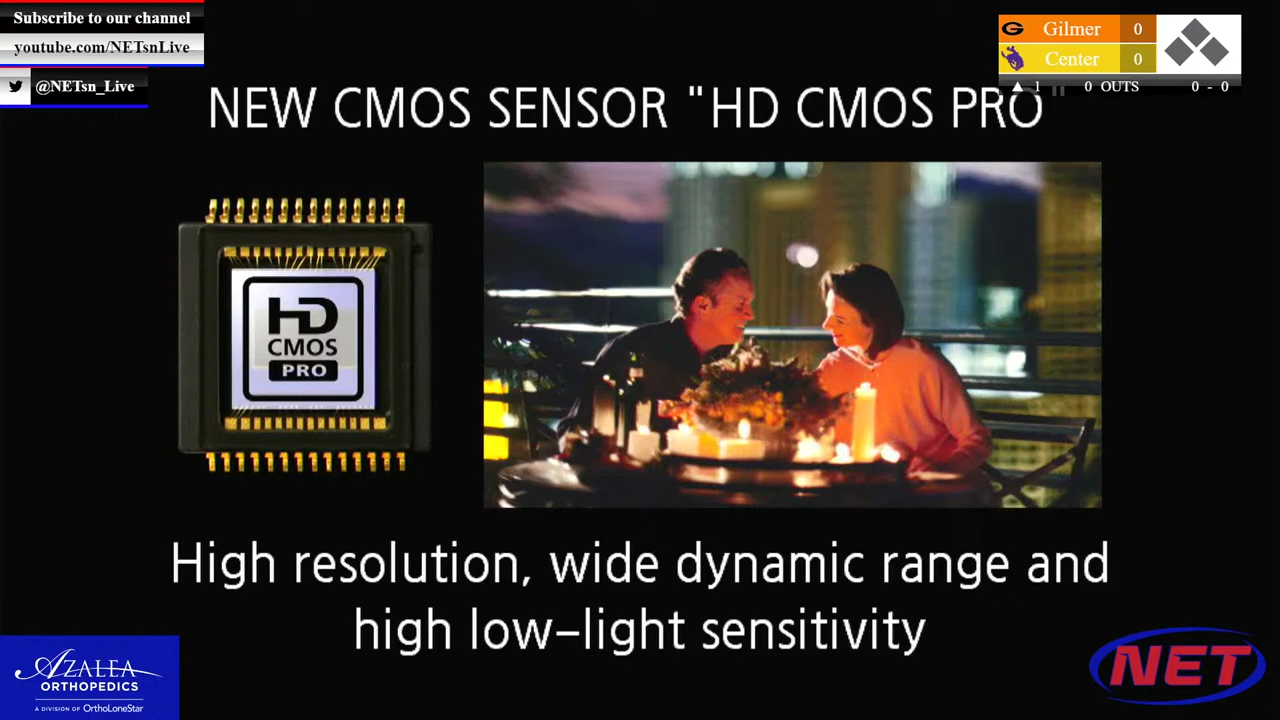 Subscribe to our channel
youtube.com/NETsnLive
@NETsn_Live
G Gilmer 0
Center 0
▲ 1 0 OUTS 0 - 0
NEW CMOS SENSOR "HD CMOS PRO"
HD
CMOS
PRO
High resolution, wide dynamic range and
high low-light sensitivity
AZALEA
ORTHOPEDICS
A DIVISION OF OrthoLoneStar
NET